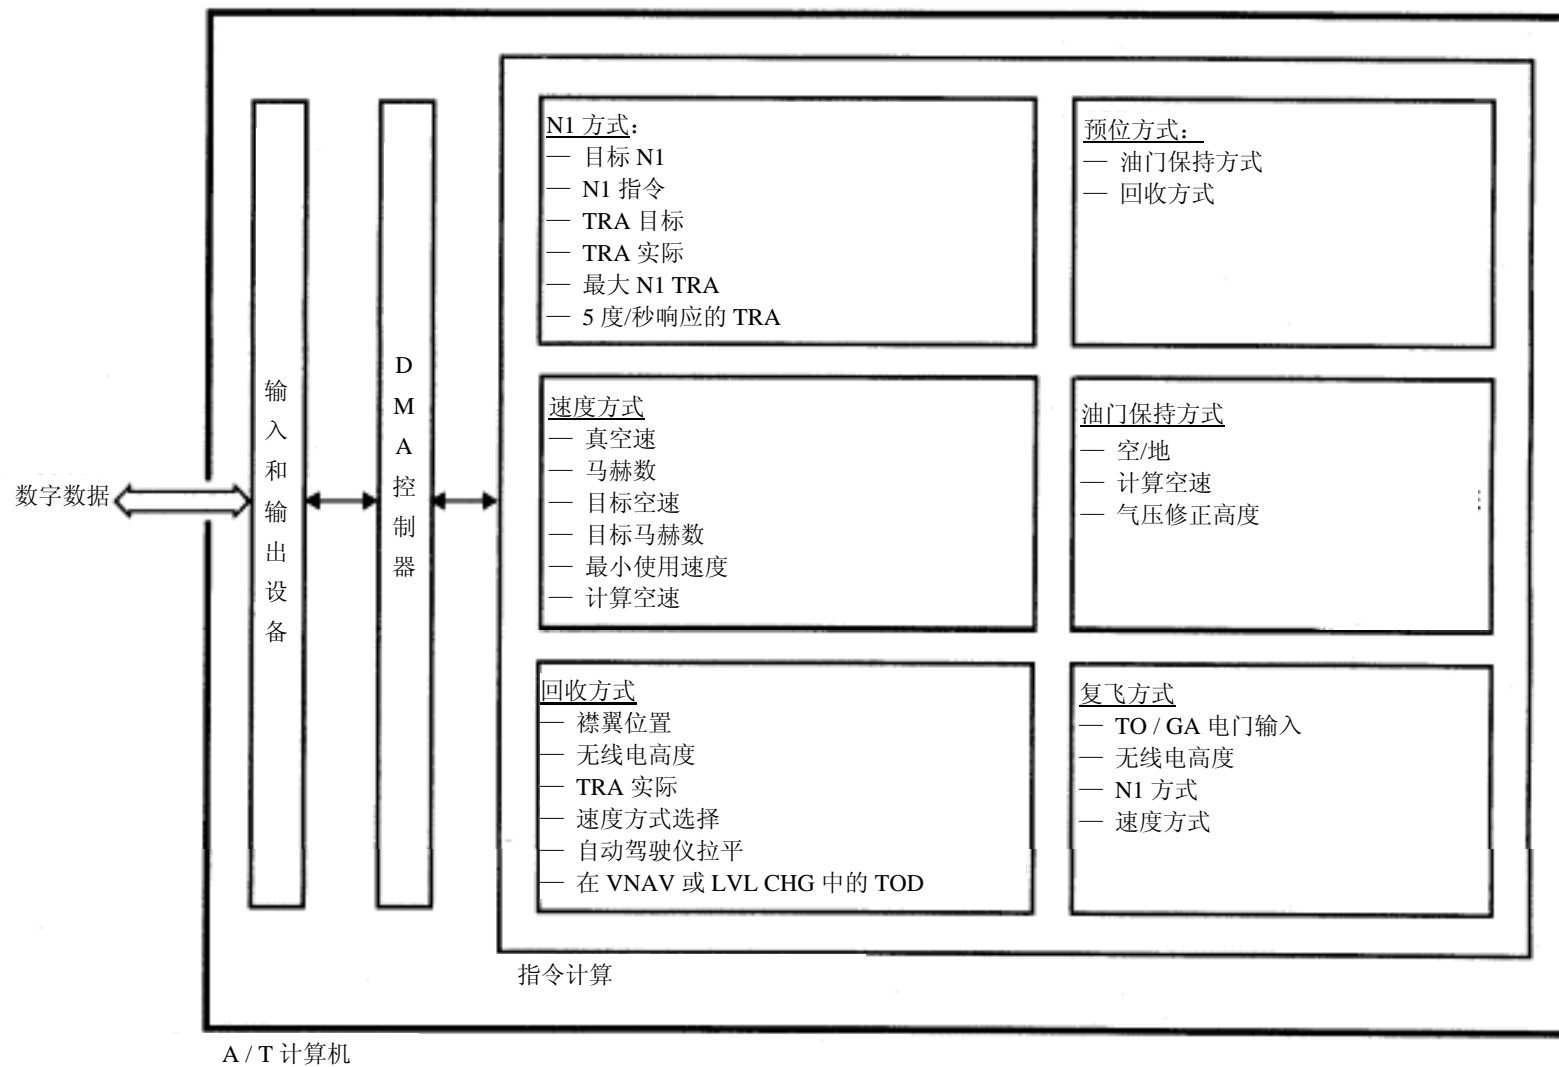 数字数据
输入和输出设备
DMA控制器
N1 方式：
— 目标 N1
— N1 指令
— TRA 目标
— TRA 实际
— 最大 N1 TRA
— 5 度/秒响应的 TRA
预位方式：
— 油门保持方式
— 回收方式
速度方式
— 真空速
— 马赫数
— 目标空速
— 目标马赫数
— 最小使用速度
— 计算空速
油门保持方式
— 空/地
— 计算空速
— 气压修正高度
回收方式
— 襟翼位置
— 无线电高度
— TRA 实际
— 速度方式选择
— 自动驾驶仪拉平
— 在 VNAV 或 LVL CHG 中的 TOD
复飞方式
— TO / GA 电门输入
— 无线电高度
— N1 方式
— 速度方式
指令计算
A / T 计算机